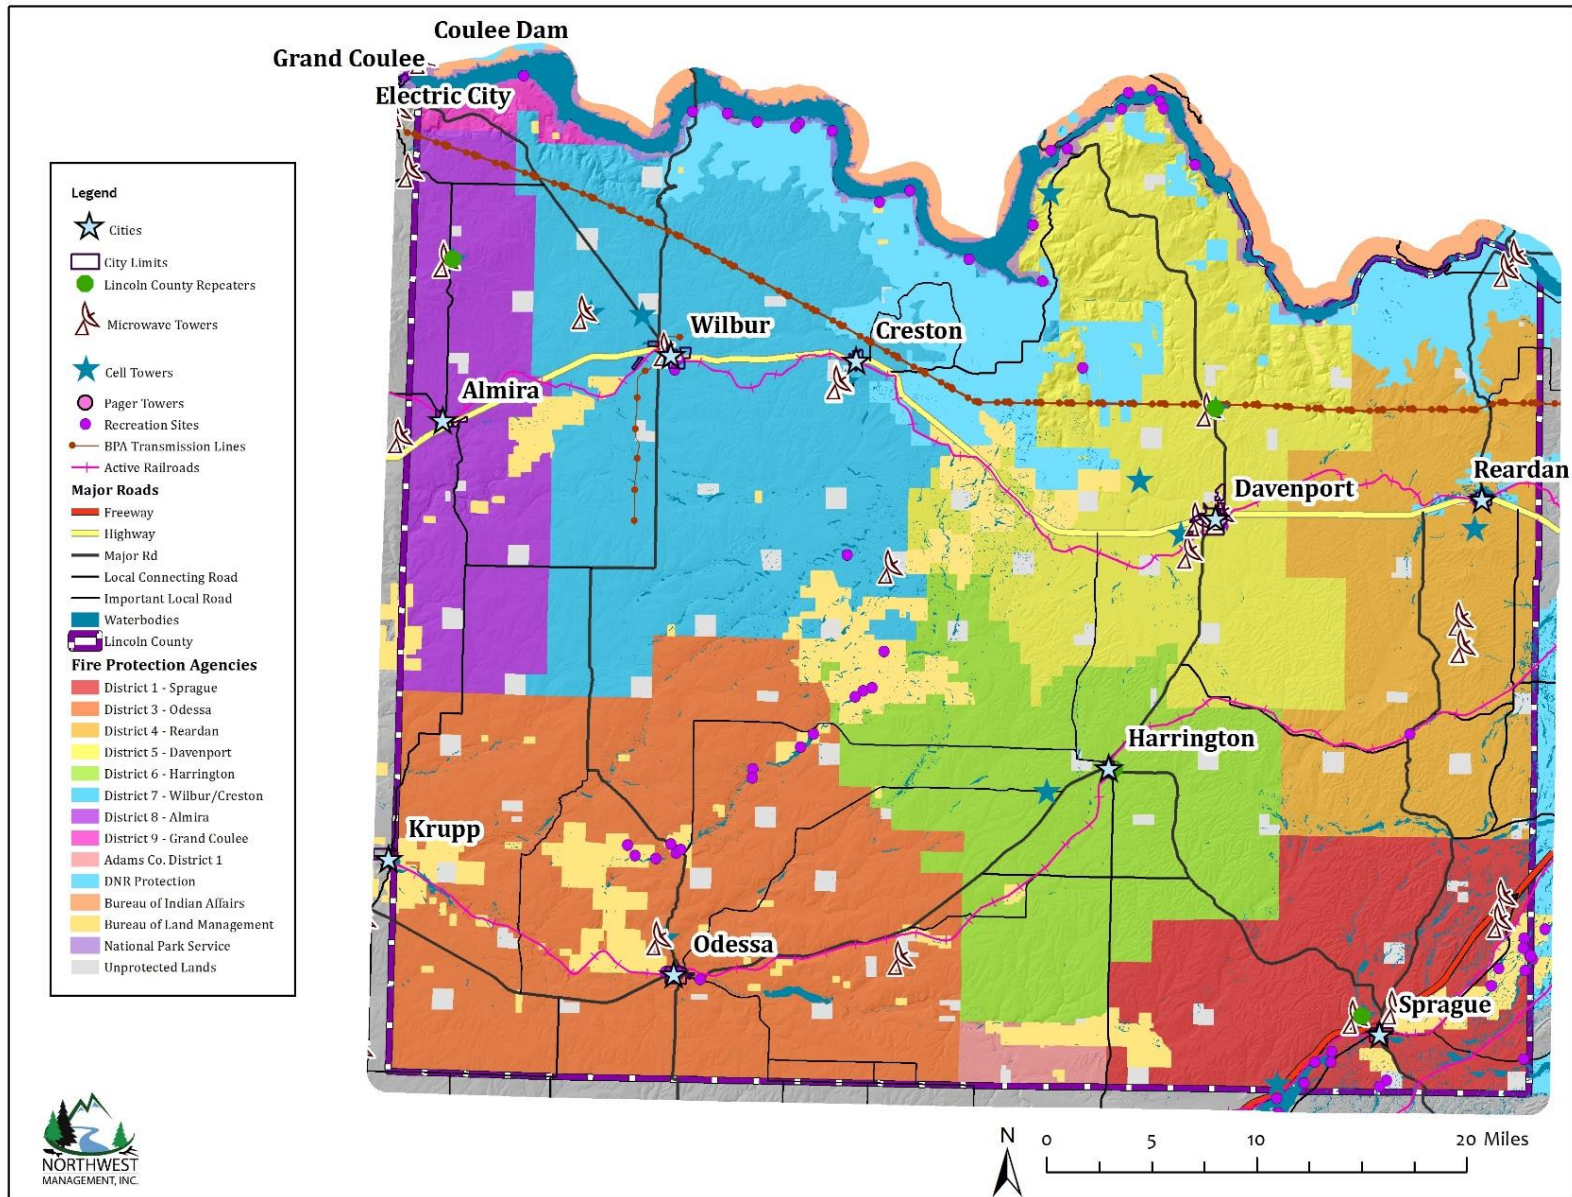 Coulee Dam
Grand Coulee
Electric City
Legend
Cities
City Limits
Lincoln County Repeaters
Microwave Towers
Cell Towers
Pager Towers
Recreation Sites
BPA Transmission Lines
Active Railroads
Major Roads
Freeway
Highway
Major Rd
Local Connecting Road
Important Local Road
Waterbodies
Lincoln County
Fire Protection Agencies
District 1 - Sprague
District 3 - Odessa
District 4 - Reardan
District 5 - Davenport
District 6 - Harrington
District 7 - Wilbur/Creston
District 8 - Almira
District 9 - Grand Coulee
Adams Co. District 1
DNR Protection
Bureau of Indian Affairs
Bureau of Land Management
National Park Service
Unprotected Lands
Wilbur
Creston
Almira
Reardan
Davenport
Harrington
Krupp
Odessa
Sprague
NORTHWEST
MANAGEMENT, INC.
N
0 5 10 20 Miles